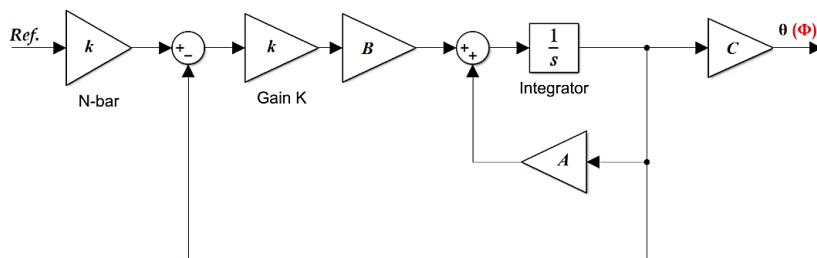 Ref.
k
+
−
k
B
+
+
1
s
C
θ (Φ)
N-bar
Gain K
Integrator
A